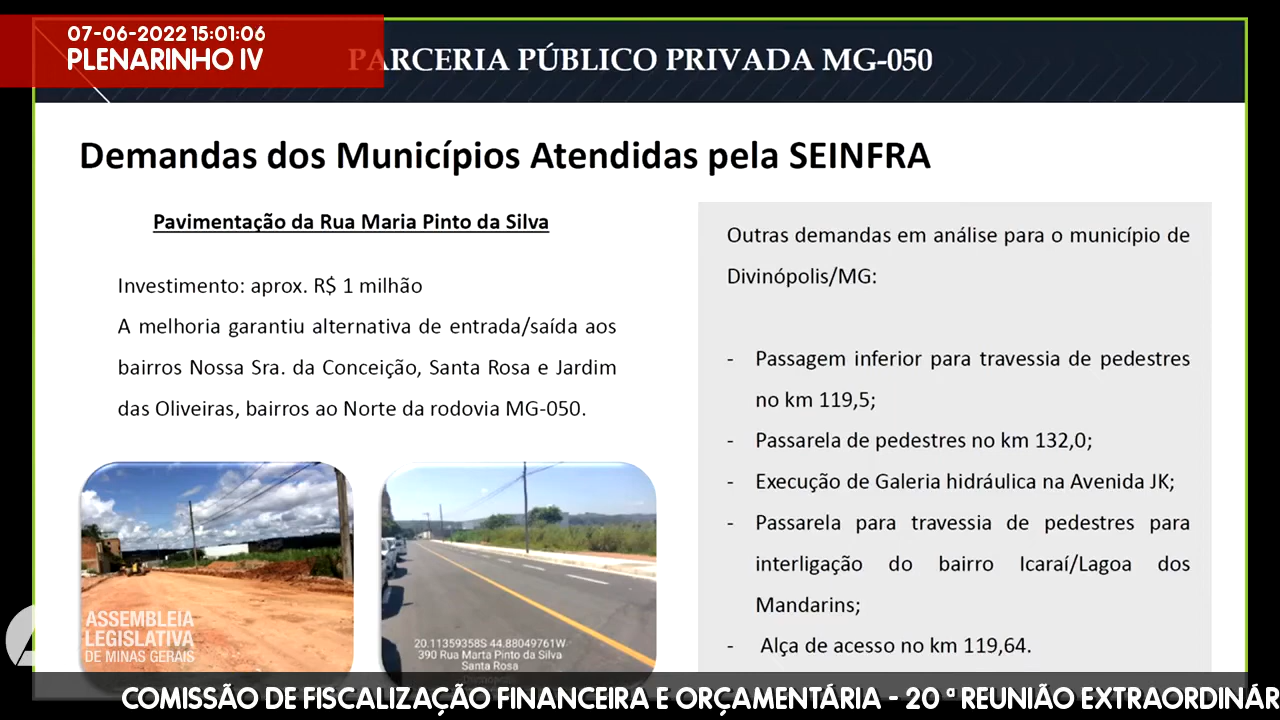 07-06-2022 15:01:06
PLENARINHO IV
PARCERIA PÚBLICO PRIVADA MG-050
Demandas dos Municípios Atendidas pela SEINFRA
Pavimentação da Rua Maria Pinto da Silva
Investimento: aprox. R$ 1 milhão
A melhoria garantiu alternativa de entrada/saída aos
bairros Nossa Sra. da Conceição, Santa Rosa e Jardim
das Oliveiras, bairros ao Norte da rodovia MG-050.
Outras demandas em análise para o município de
Divinópolis/MG:
- Passagem inferior para travessia de pedestres
no km 119,5;
- Passarela de pedestres no km 132,0;
- Execução de Galeria hidráulica na Avenida JK;
- Passarela para travessia de pedestres para
interligação do bairro Icaraí/Lagoa dos
Mandarins;
- Alça de acesso no km 119,64.
ASSEMBLEIA
LEGISLATIVA
DE MINAS GERAIS
20.11359358S 44.88049761W
390 Rua Marta Pinto da Silva
Santa Rosa
COMISSÃO DE FISCALIZAÇÃO FINANCEIRA E ORÇAMENTÁRIA - 20 ª REUNIÃO EXTRAORDINÁR